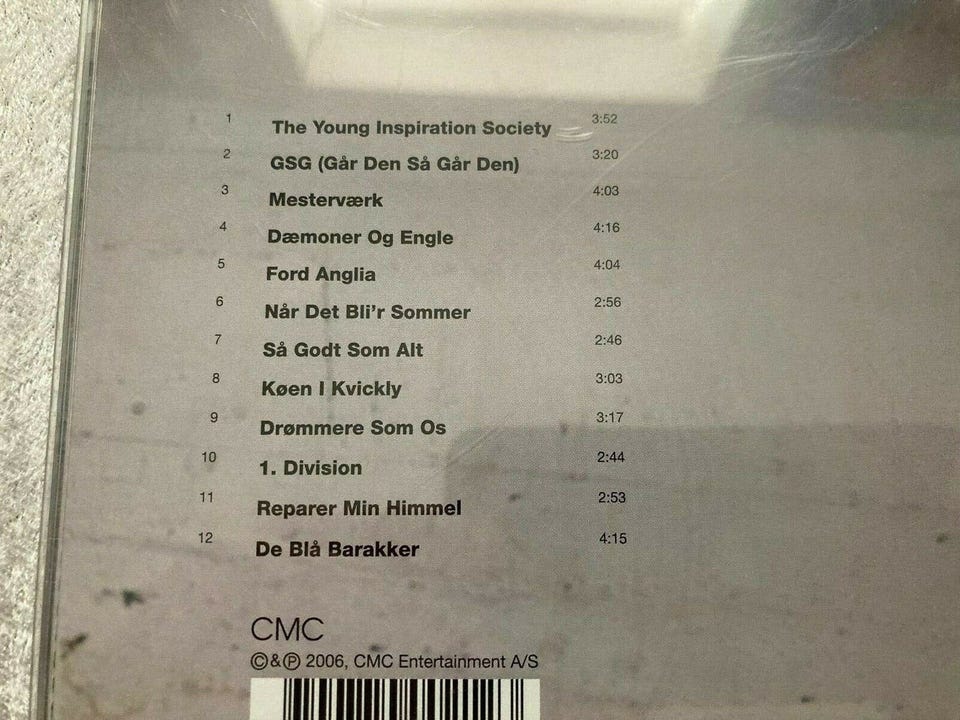 1 The Young Inspiration Society 3:52
2 GSG (Går Den Så Går Den) 3:20
3 Mesterværk 4:03
4 Dæmoner Og Engle 4:16
5 Ford Anglia 4:04
6 Når Det Bli'r Sommer 2:56
7 Så Godt Som Alt 2:46
8 Køen I Kvickly 3:03
9 Drømmere Som Os 3:17
10 1. Division 2:44
11 Reparer Min Himmel 2:53
12 De Blå Barakker 4:15
CMC
©&℗ 2006, CMC Entertainment A/S